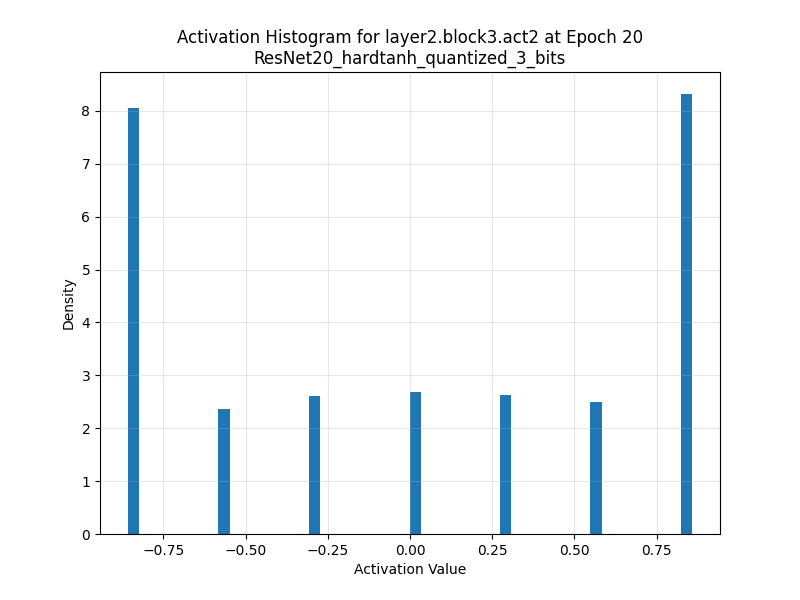 Activation Histogram for layer2.block3.act2 at Epoch 20
ResNet20_hardtanh_quantized_3_bits
8
7
6
5
4
3
2
1
0
Density
−0.75 −0.50 −0.25 0.00 0.25 0.50 0.75
Activation Value